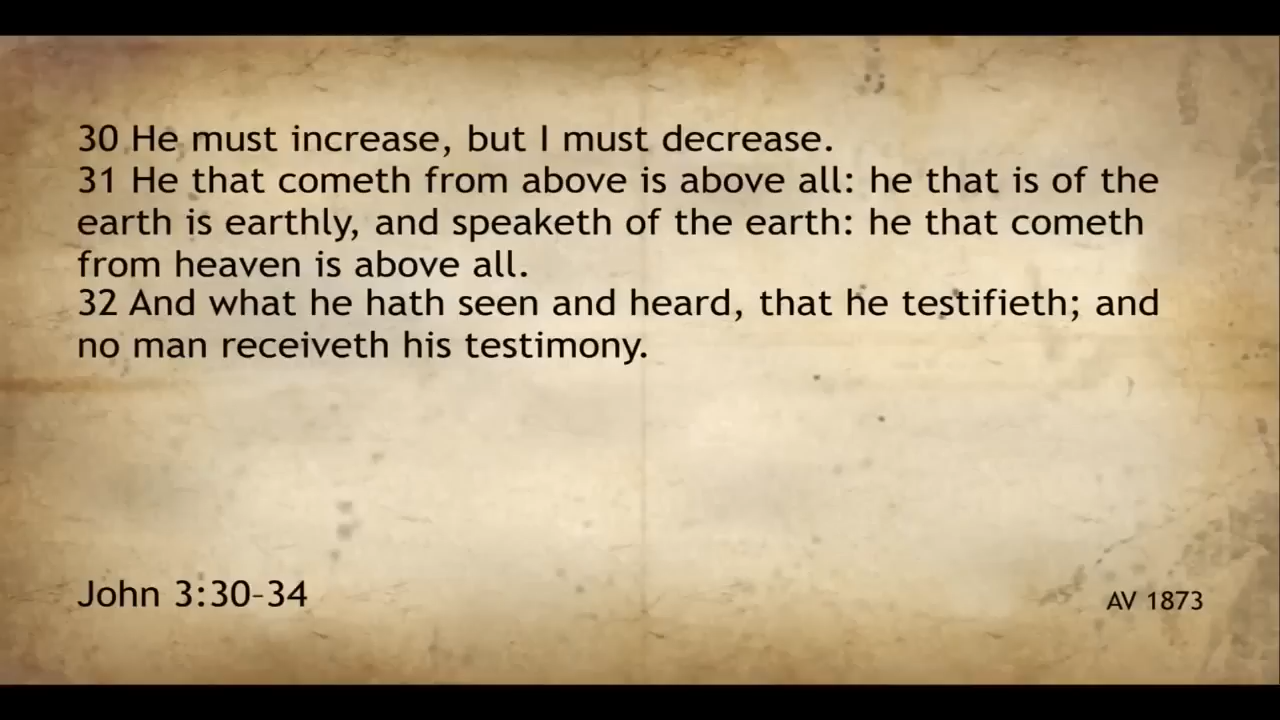 30 He must increase, but I must decrease.
31 He that cometh from above is above all: he that is of the
earth is earthly, and speaketh of the earth: he that cometh
from heaven is above all.
32 And what he hath seen and heard, that he testifieth; and
no man receiveth his testimony.
John 3:30-34
AV 1873